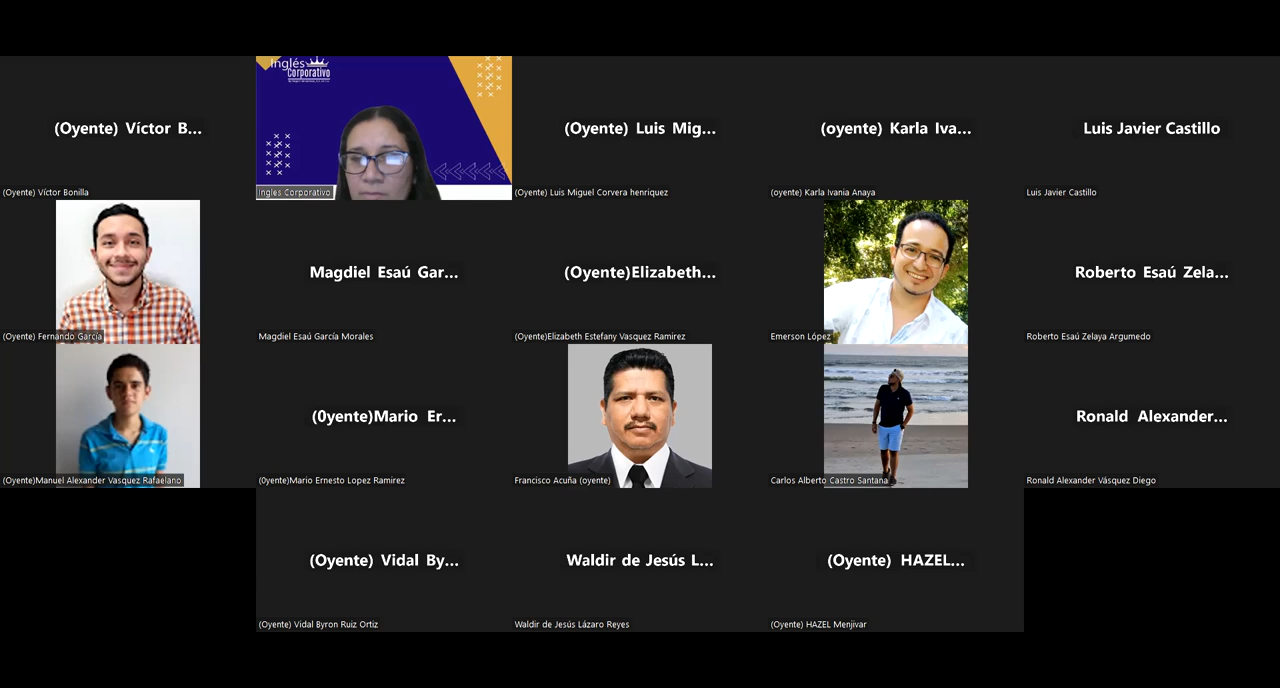 Inglés
Corporativo
(Oyente) Víctor B...
(Oyente) Luis Mig...
(oyente) Karla Iva...
Luis Javier Castillo
(Oyente) Víctor Bonilla
Ingles Corporativo
(Oyente) Luis Miguel Corvera henriquez
(oyente) Karla Ivania Anaya
Luis Javier Castillo
Magdiel Esaú Gar...
(Oyente)Elizabeth...
Roberto Esaú Zela...
(Oyente) Fernando García
Magdiel Esaú García Morales
(Oyente)Elizabeth Estefany Vasquez Ramirez
Emerson López
Roberto Esaú Zelaya Argumedo
(0yente)Mario Er...
Ronald Alexander...
(Oyente)Manuel Alexander Vasquez Rafaelano
(0yente)Mario Ernesto Lopez Ramirez
Francisco Acuña (oyente)
Carlos Alberto Castro Santana
Ronald Alexander Vásquez Diego
(Oyente) Vidal By...
Waldir de Jesús L...
(Oyente) HAZEL...
(Oyente) Vidal Byron Ruiz Ortiz
Waldir de Jesús Lázaro Reyes
(Oyente) HAZEL Menjivar